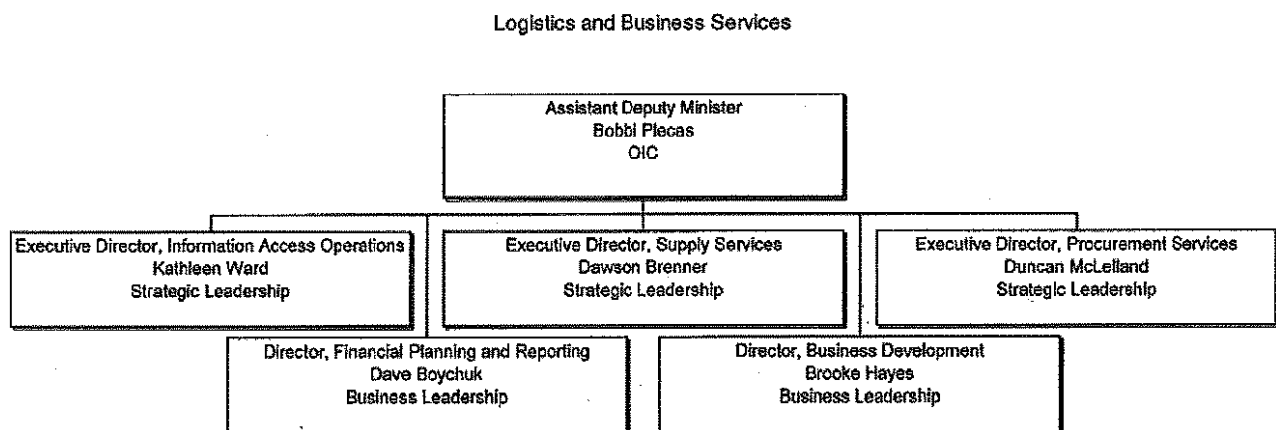 Logistics and Business Services
Assistant Deputy Minister
Bobbi Plecas
OIC
Executive Director, Information Access Operations
Kathleen Ward
Strategic Leadership
Executive Director, Supply Services
Dawson Brenner
Strategic Leadership
Executive Director, Procurement Services
Duncan McLelland
Strategic Leadership
Director, Financial Planning and Reporting
Dave Boychuk
Business Leadership
Director, Business Development
Brooke Hayes
Business Leadership